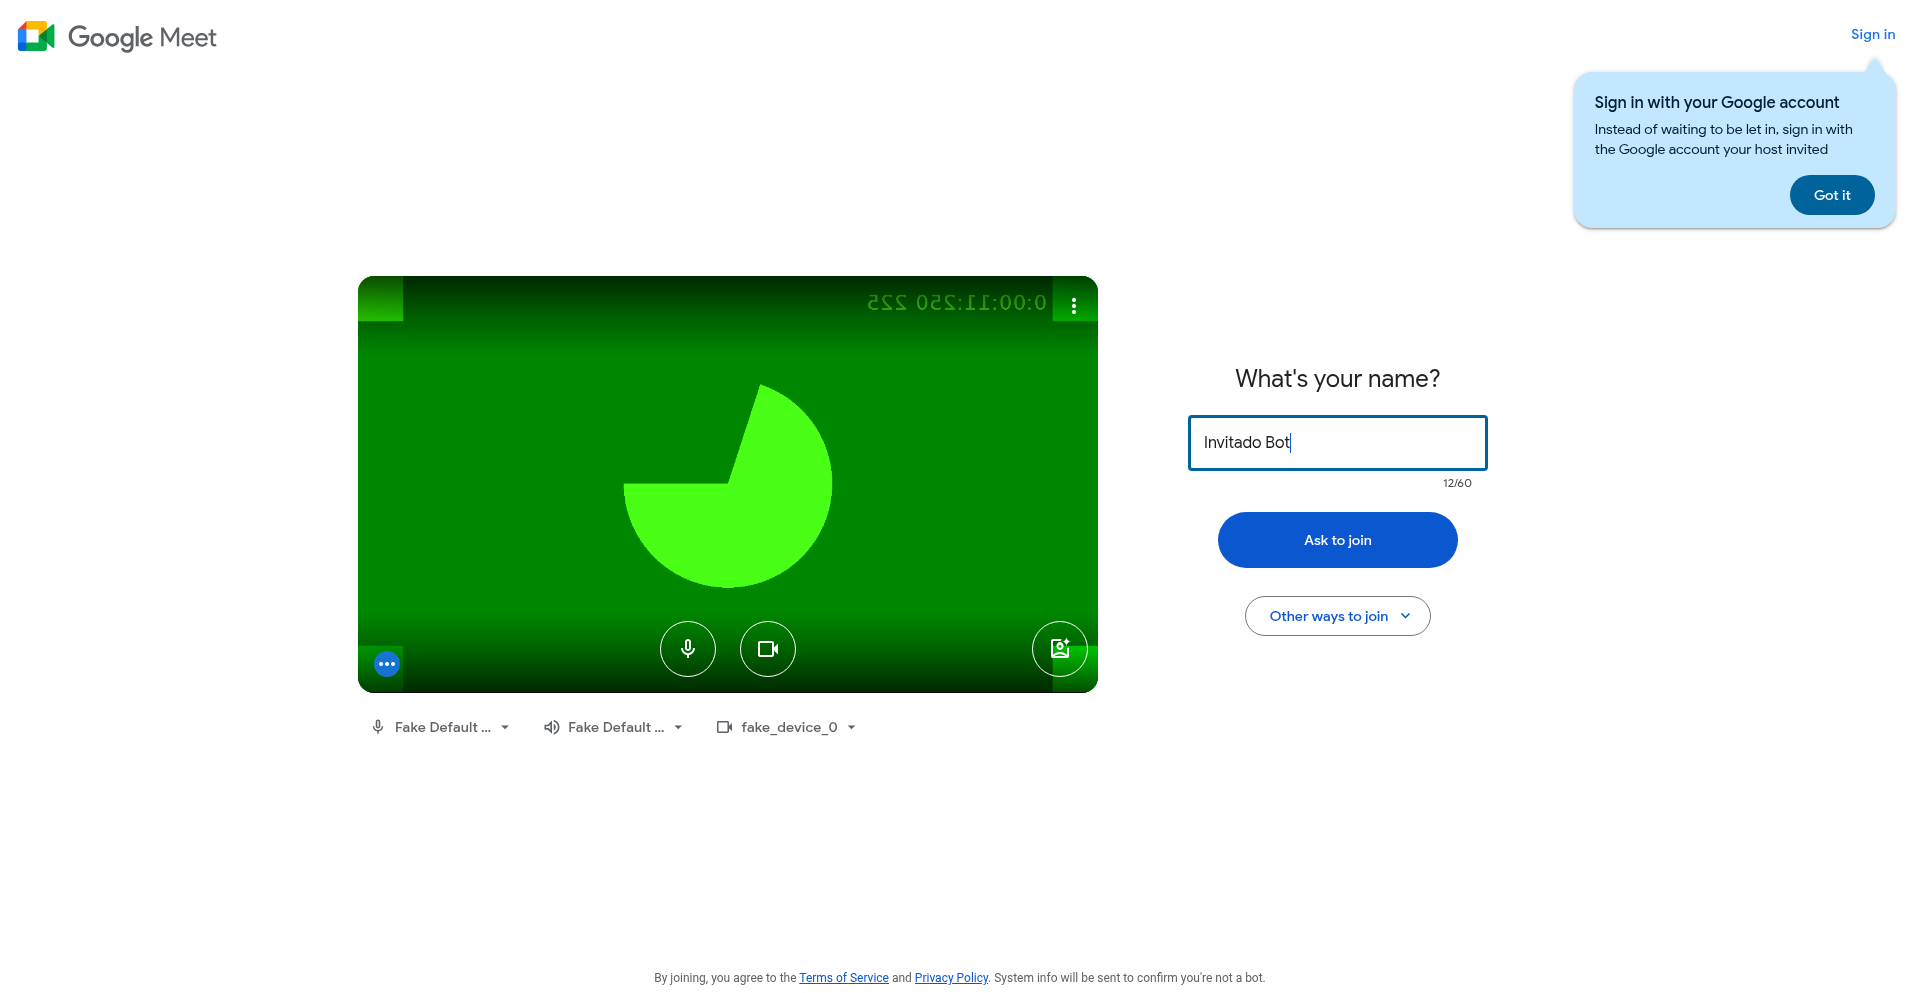 Google Meet
Sign in
Sign in with your Google account
Instead of waiting to be let in, sign in with
the Google account your host invited
Got it
0:00:11:250 225
What's your name?
Invitado Bot
12/60
Ask to join
Other ways to join
Fake Default ...
Fake Default ...
fake_device_0
By joining, you agree to the Terms of Service and Privacy Policy. System info will be sent to confirm you're not a bot.